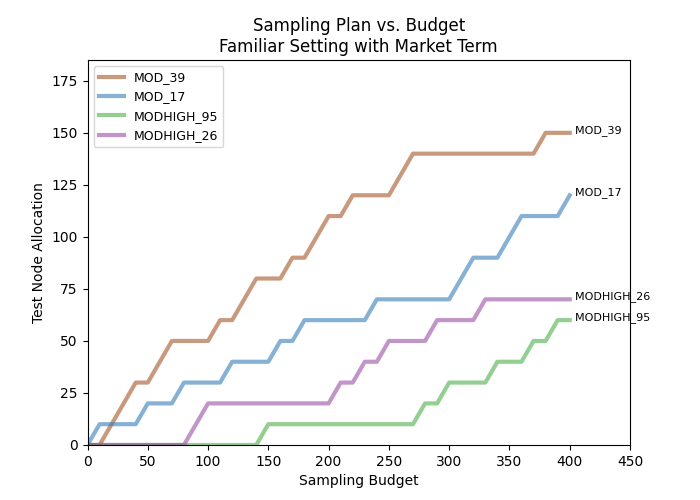 Sampling Plan vs. Budget
Familiar Setting with Market Term
MOD_39
MOD_17
MODHIGH_95
MODHIGH_26
175
150
125
100
75
50
25
0
Test Node Allocation
MOD_39
MOD_17
MODHIGH_26
MODHIGH_95
0 50 100 150 200 250 300 350 400 450
Sampling Budget